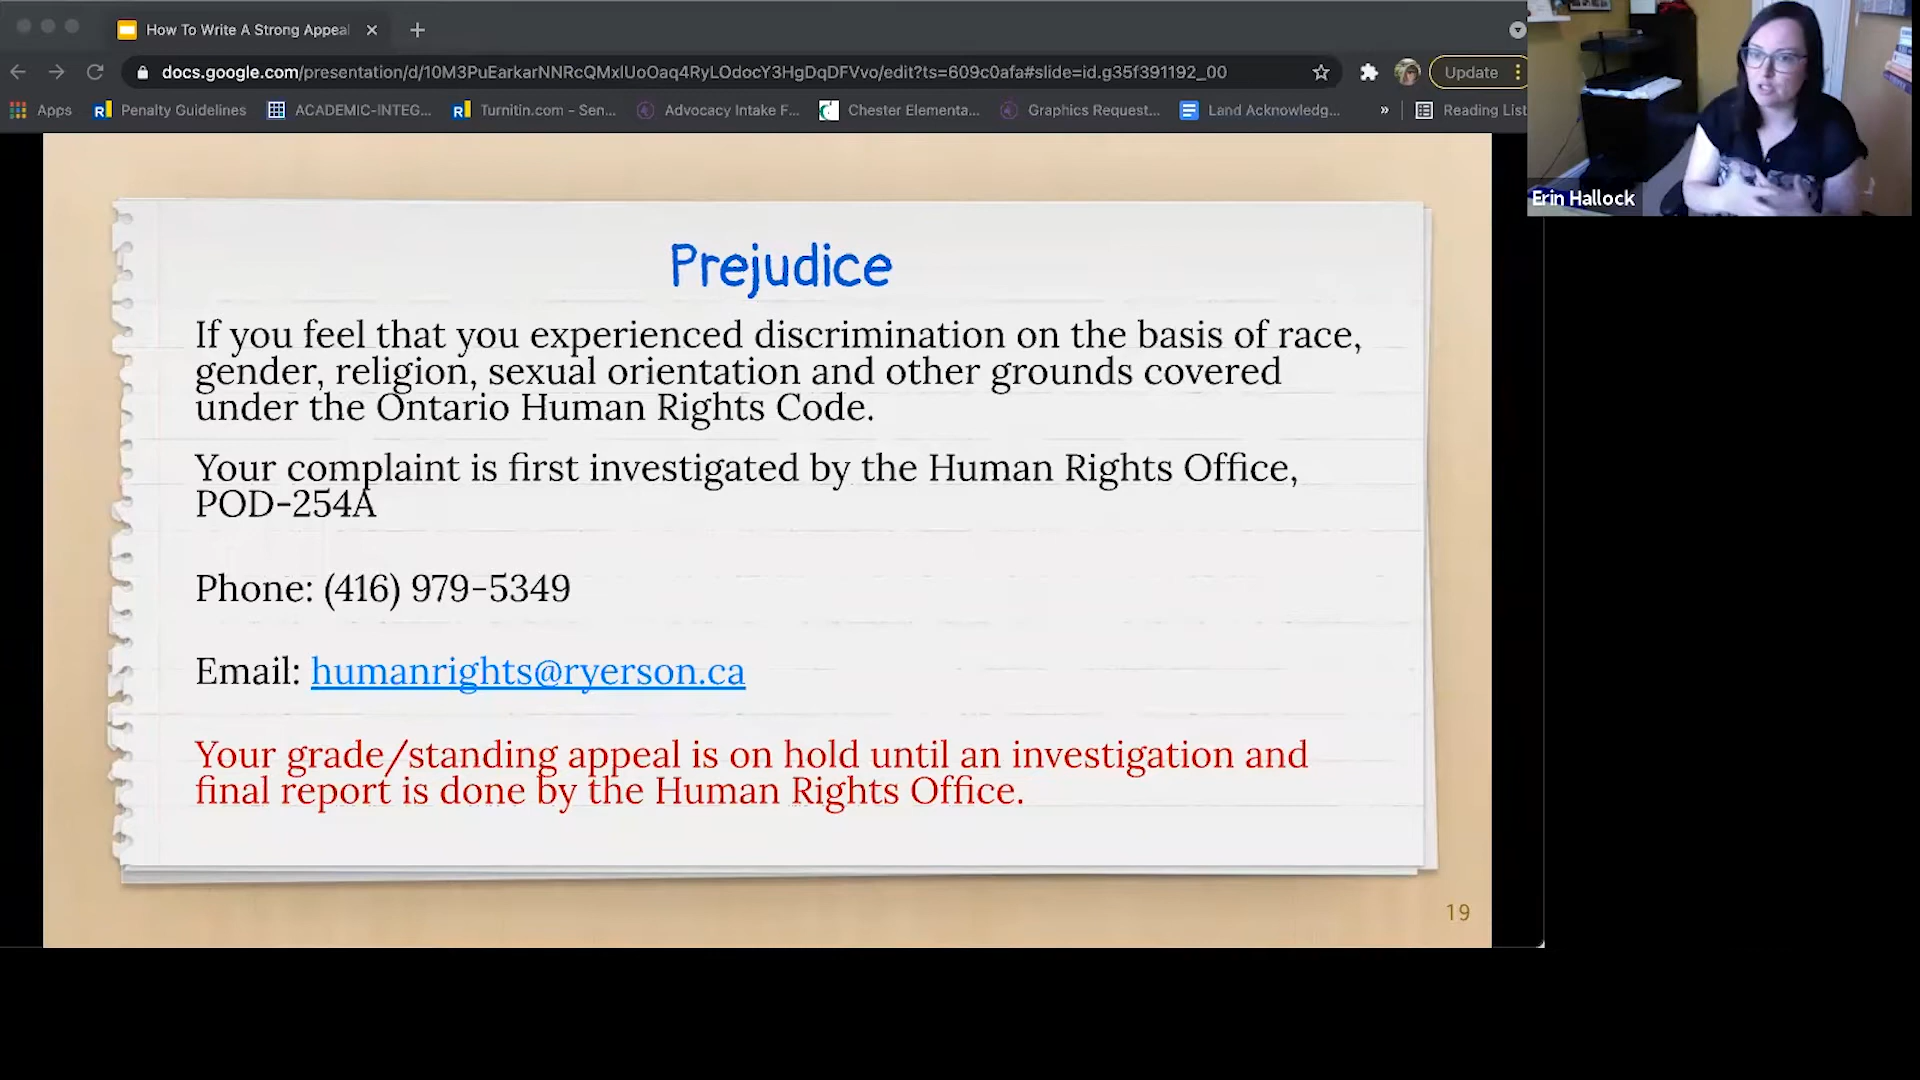 How To Write A Strong Appeal
docs.google.com/presentation/d/10M3PuEarkarNNRcQMxlUoOaq4RyLOdocY3HgDqDFVvo/edit?ts=609c0afa#slide=id.g35f391192_00
Update
Apps
Penalty Guidelines
ACADEMIC-INTEG...
Turnitin.com – Sen...
Advocacy Intake F...
Chester Elementa...
Graphics Request...
Land Acknowledg...
»
Reading List
Erin Hallock
Prejudice
If you feel that you experienced discrimination on the basis of race,
gender, religion, sexual orientation and other grounds covered
under the Ontario Human Rights Code.
Your complaint is first investigated by the Human Rights Office,
POD-254A
Phone: (416) 979-5349
Email: humanrights@ryerson.ca
Your grade/standing appeal is on hold until an investigation and
final report is done by the Human Rights Office.
19